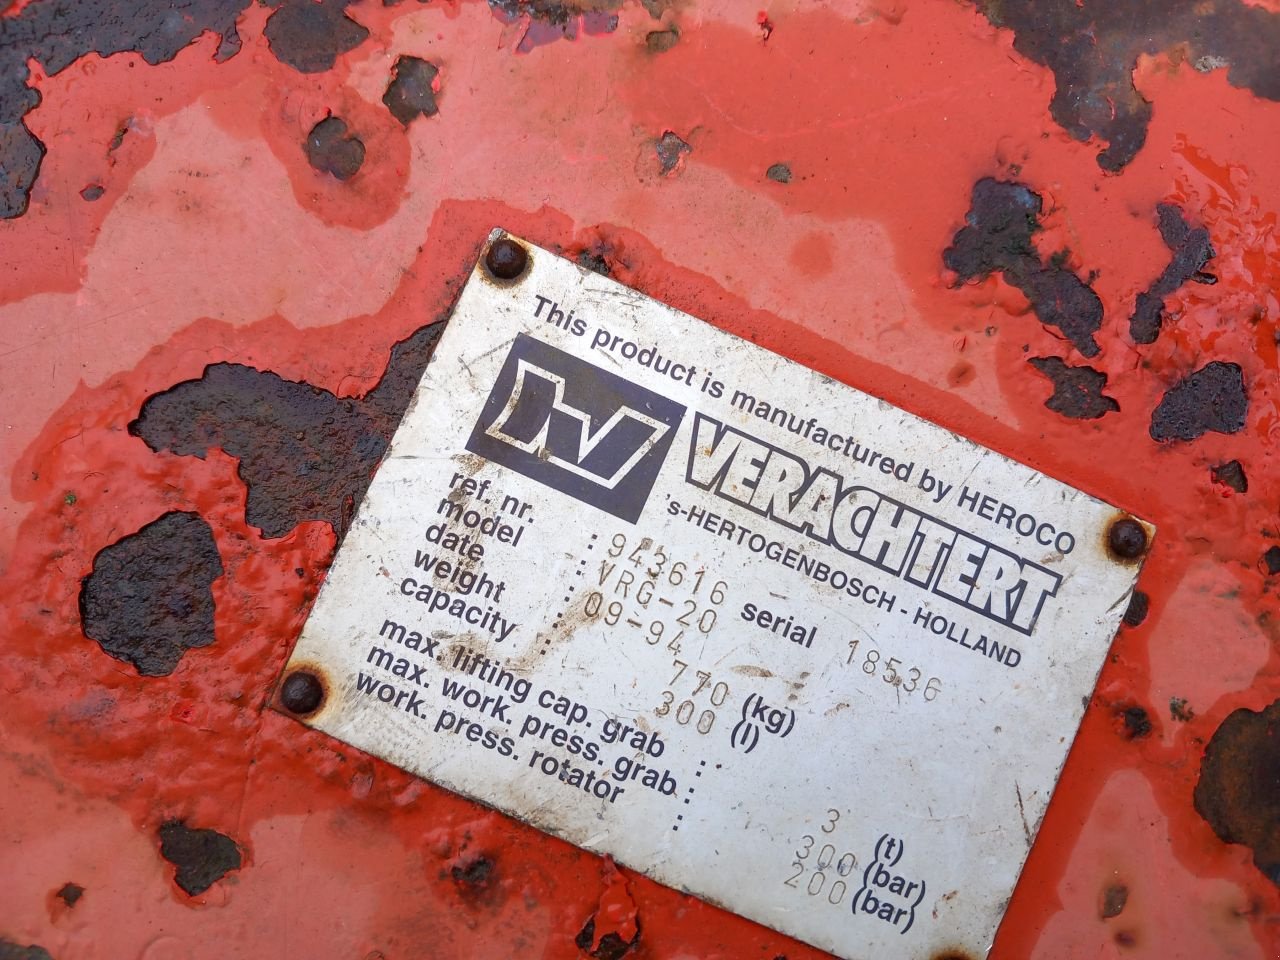 This product is manufactured by HEROCO
VERACHTERT
's-HERTOGENBOSCH - HOLLAND
ref. nr. : 943616 serial : 18536
model : VRG-20
date : 09-94
weight : 770 (kg)
capacity : 300 (l)
max. lifting cap. grab : 3 (t)
max. work. press. grab : 300 (bar)
work. press. rotator : 200 (bar)